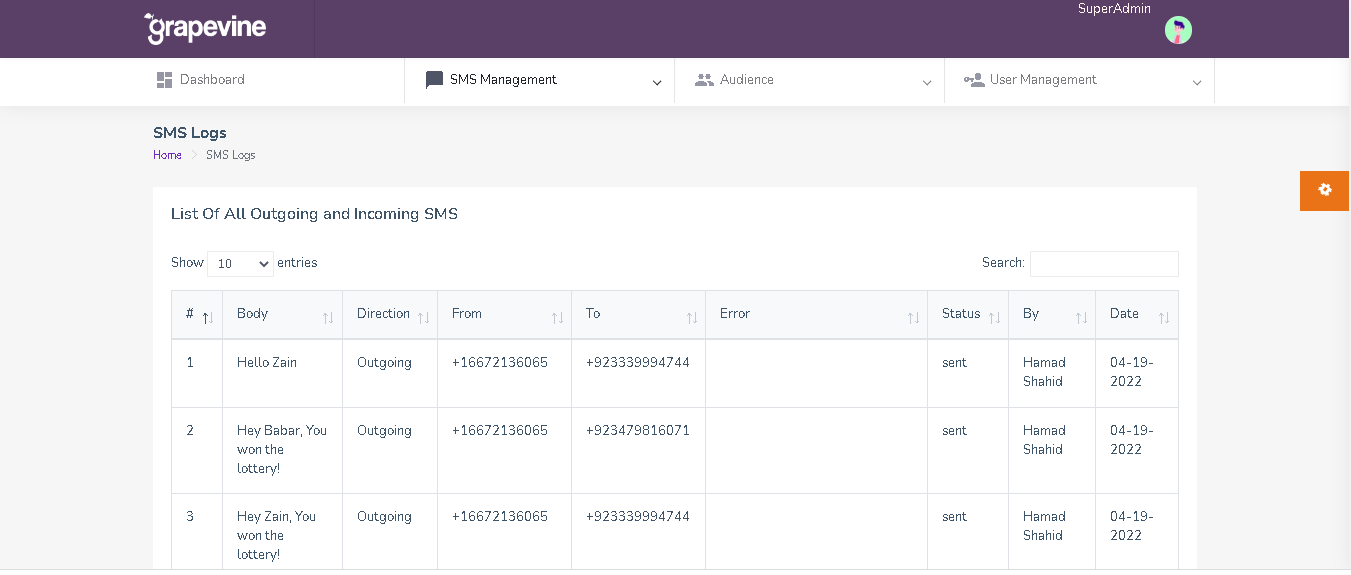 grapevine
SuperAdmin
Dashboard
SMS Management
Audience
User Management
SMS Logs
Home
SMS Logs
List Of All Outgoing and Incoming SMS
Show 10 entries
Search:
# Body Direction From To Error Status By Date
1 Hello Zain Outgoing +16672136065 +923339994744 sent Hamad 04-19-
Shahid 2022
2 Hey Babar, You Outgoing +16672136065 +923479816071 sent Hamad 04-19-
won the Shahid 2022
lottery!
3 Hey Zain, You Outgoing +16672136065 +923339994744 sent Hamad 04-19-
won the Shahid 2022
lottery!